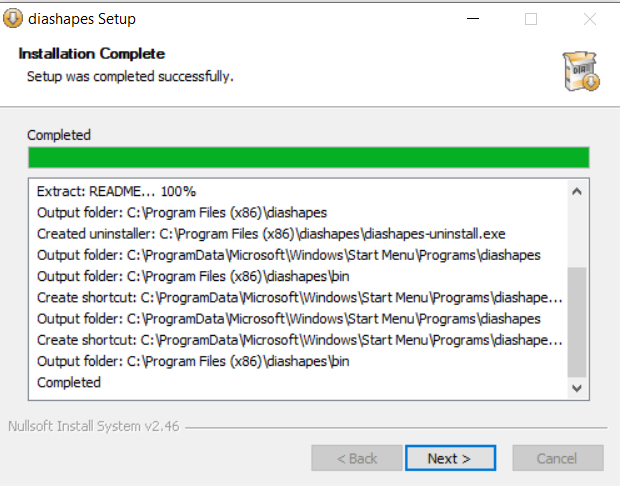 diashapes Setup
Installation Complete
Setup was completed successfully.
DIA
Completed
Extract: README... 100%
Output folder: C:\Program Files (x86)\diashapes
Created uninstaller: C:\Program Files (x86)\diashapes\diashapes-uninstall.exe
Output folder: C:\ProgramData\Microsoft\Windows\Start Menu\Programs\diashapes
Output folder: C:\Program Files (x86)\diashapes\bin
Create shortcut: C:\ProgramData\Microsoft\Windows\Start Menu\Programs\diashape...
Output folder: C:\ProgramData\Microsoft\Windows\Start Menu\Programs\diashapes
Create shortcut: C:\ProgramData\Microsoft\Windows\Start Menu\Programs\diashape...
Output folder: C:\Program Files (x86)\diashapes\bin
Completed
Nullsoft Install System v2.46
< Back
Next >
Cancel